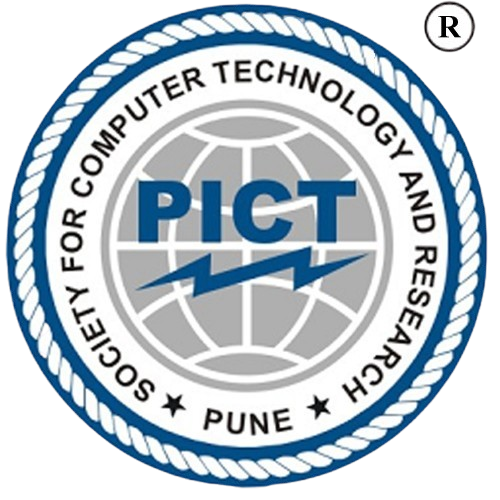 ®
SOCIETY FOR COMPUTER TECHNOLOGY AND RESEARCH
PICT
★ PUNE ★